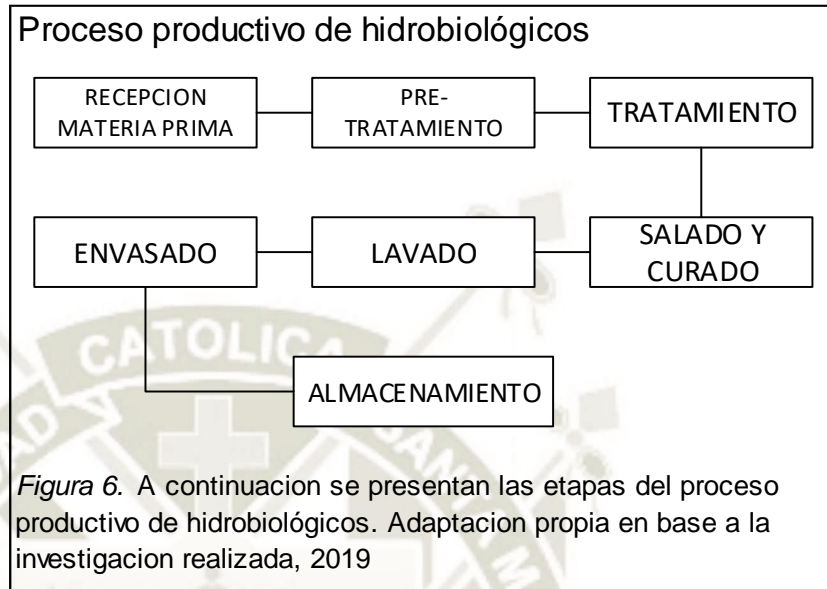 Proceso productivo de hidrobiológicos
RECEPCION
MATERIA PRIMA
PRE-
TRATAMIENTO
TRATAMIENTO
SALADO Y
CURADO
LAVADO
ENVASADO
ALMACENAMIENTO
Figura 6. A continuacion se presentan las etapas del proceso
productivo de hidrobiológicos. Adaptacion propia en base a la
investigacion realizada, 2019
CATOLICA